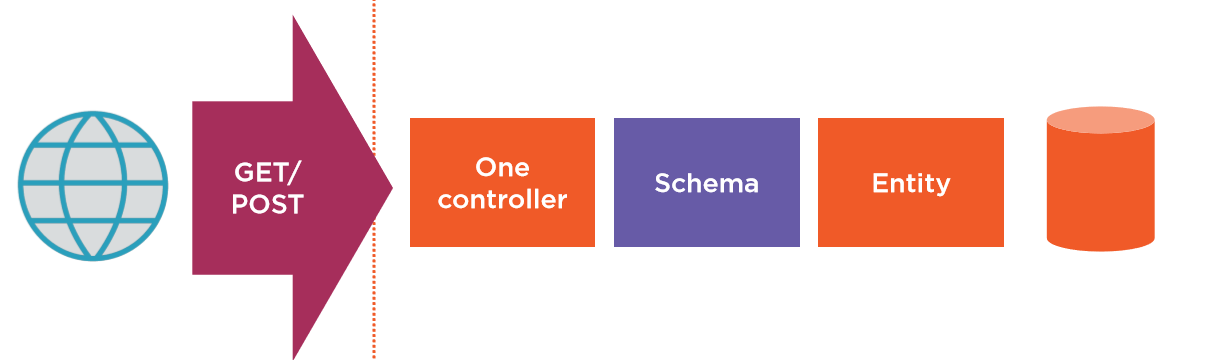 GET/
POST
One
controller
Schema
Entity